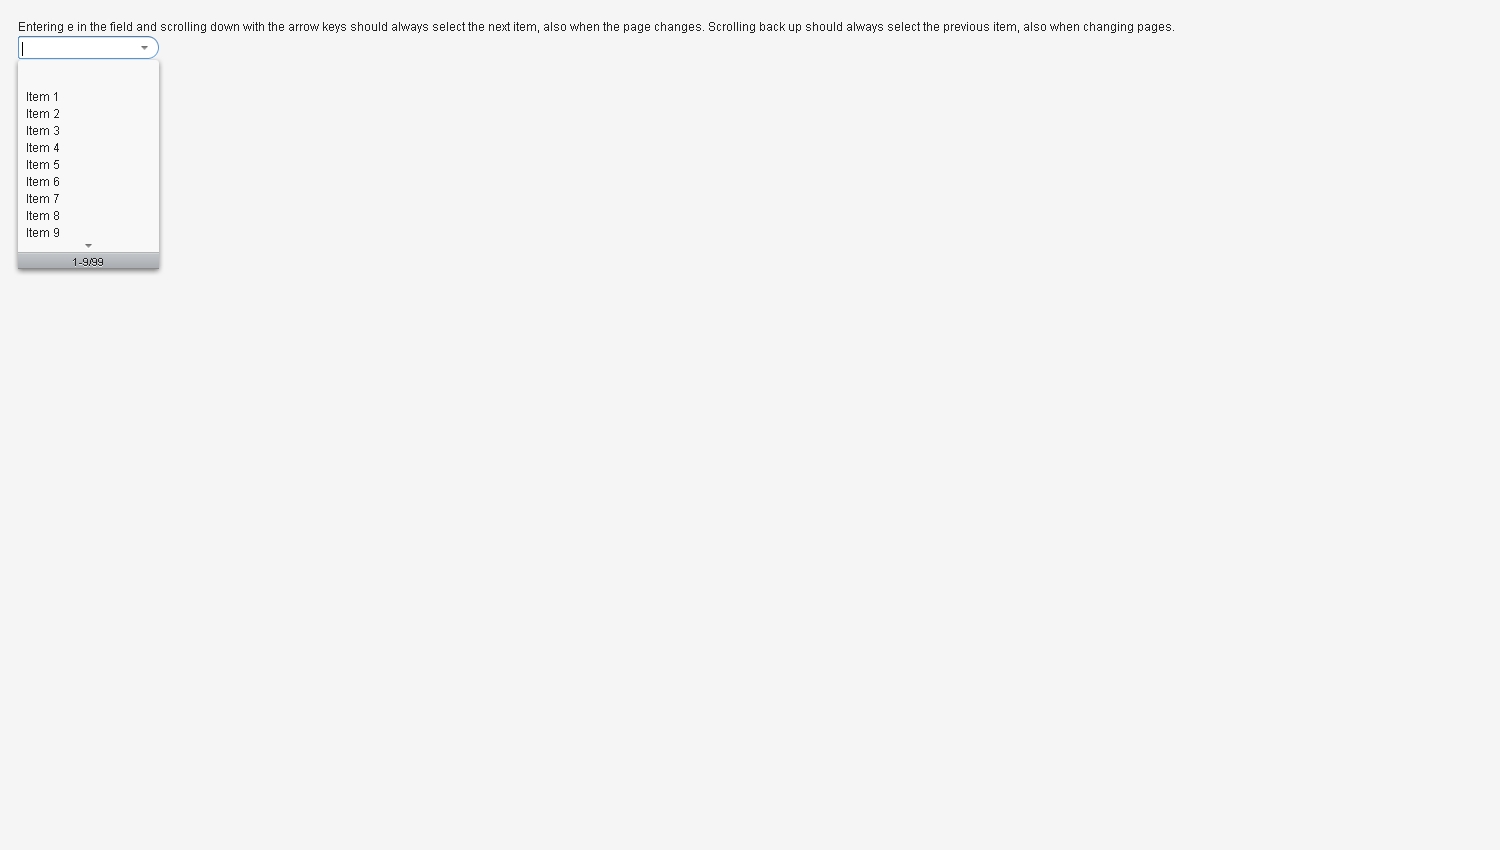 Entering e in the field and scrolling down with the arrow keys should always select the next item, also when the page changes. Scrolling back up should always select the previous item, also when changing pages.
Item 1
Item 2
Item 3
Item 4
Item 5
Item 6
Item 7
Item 8
Item 9
1-9/99